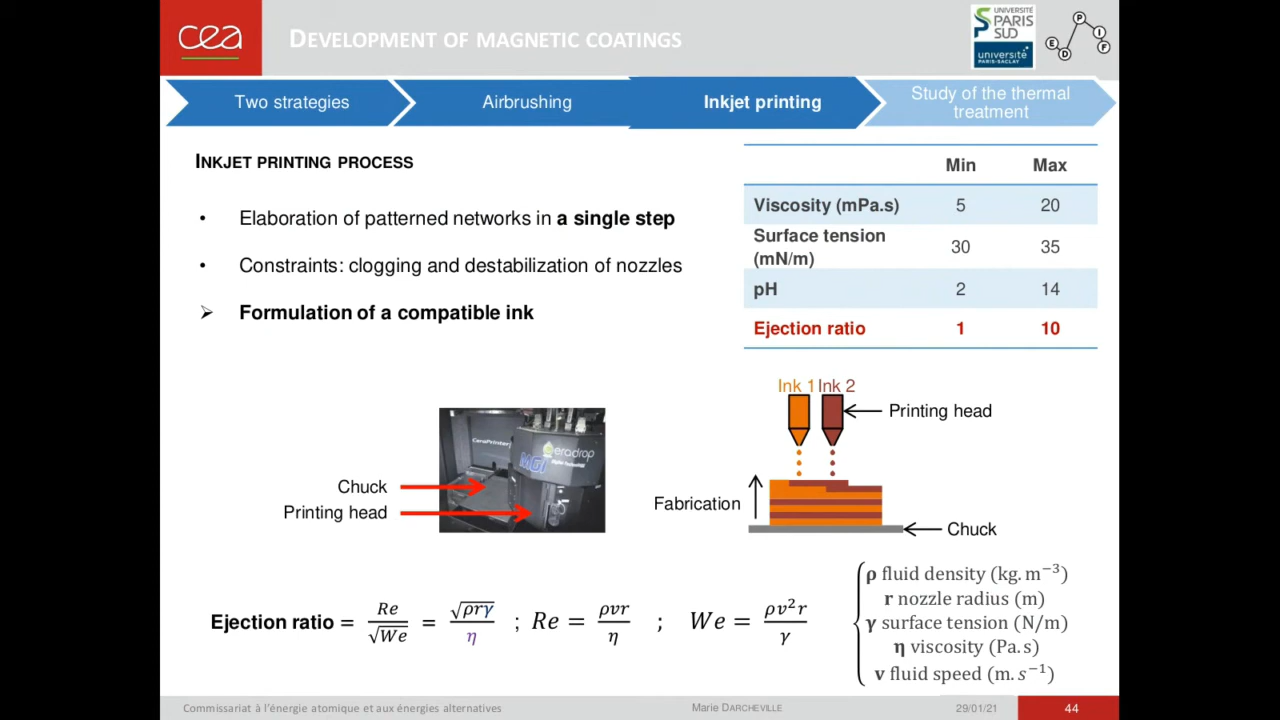 cea
DEVELOPMENT OF MAGNETIC COATINGS
UNIVERSITÉ
PARIS
SUD
université
PARIS-SACLAY
E D P I F
Two strategies
Airbrushing
Inkjet printing
Study of the thermal
treatment
INKJET PRINTING PROCESS
• Elaboration of patterned networks in a single step
• Constraints: clogging and destabilization of nozzles
➢ Formulation of a compatible ink
Min Max
Viscosity (mPa.s) 5 20
Surface tension
(mN/m) 30 35
pH 2 14
Ejection ratio 1 10
CeraPrinter
ceradrop
MGI
Chuck
Printing head
Ink 1 Ink 2
Printing head
Fabrication
Chuck
Ejection ratio = Re/√We = √ργr/η ; Re = ρvr/η ; We = ρv²r/γ
ρ fluid density (kg.m⁻³)
r nozzle radius (m)
γ surface tension (N/m)
η viscosity (Pa.s)
v fluid speed (m.s⁻¹)
Commissariat à l'énergie atomique et aux énergies alternatives
Marie DARCHEVILLE
29/01/21
44